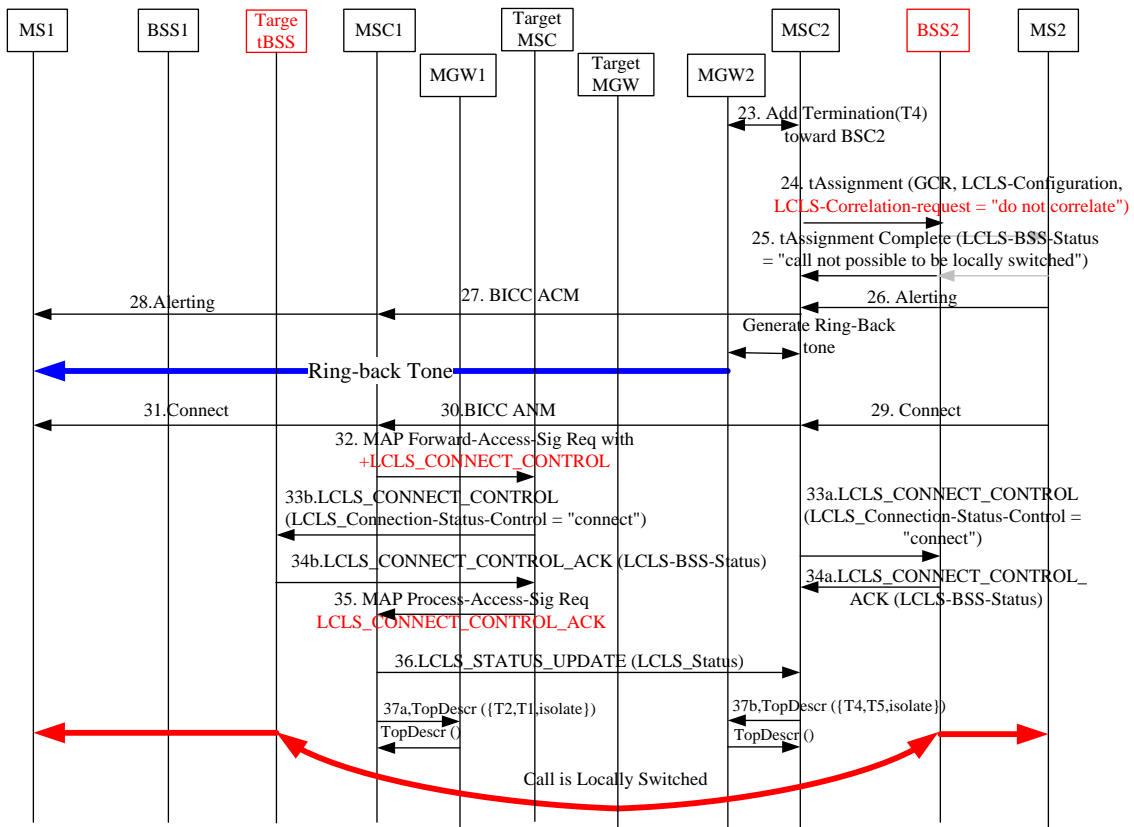 MS1
BSS1
Targe
tBSS
MSC1
Target
MSC
MSC2
BSS2
MS2
MGW1
Target
MGW
MGW2
23. Add Termination(T4)
toward BSC2
24. tAssignment (GCR, LCLS-Configuration,
LCLS-Correlation-request = "do not correlate")
25. tAssignment Complete (LCLS-BSS-Status
= "call not possible to be locally switched")
28.Alerting
27. BICC ACM
26. Alerting
Generate Ring-Back
tone
Ring-back Tone
31.Connect
30.BICC ANM
29. Connect
32. MAP Forward-Access-Sig Req with
+LCLS_CONNECT_CONTROL
33b.LCLS_CONNECT_CONTROL
(LCLS_Connection-Status-Control = "connect")
33a.LCLS_CONNECT_CONTROL
(LCLS_Connection-Status-Control =
"connect")
34b.LCLS_CONNECT_CONTROL_ACK (LCLS-BSS-Status)
34a.LCLS_CONNECT_CONTROL_
ACK (LCLS-BSS-Status)
35. MAP Process-Access-Sig Req
LCLS_CONNECT_CONTROL_ACK
36.LCLS_STATUS_UPDATE (LCLS_Status)
37a,TopDescr ({T2,T1,isolate})
TopDescr ()
37b,TopDescr ({T4,T5,isolate})
TopDescr ()
Call is Locally Switched